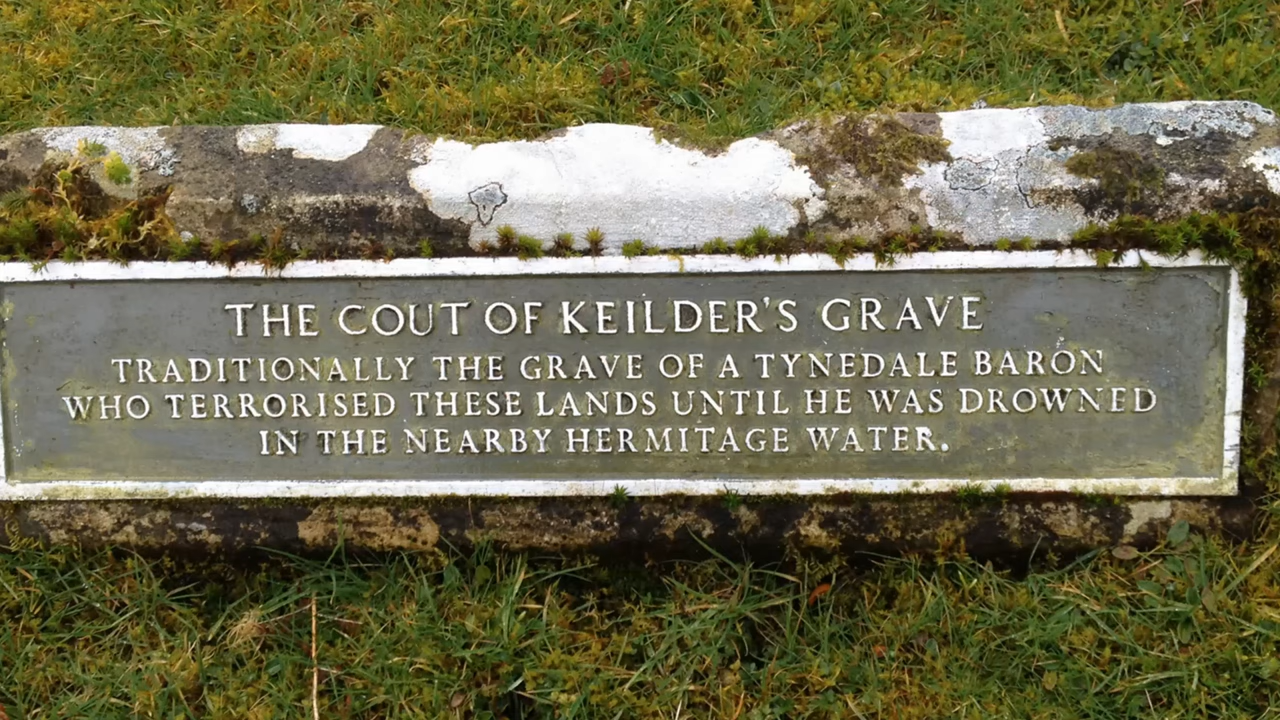 THE COUT OF KEILDER'S GRAVE
TRADITIONALLY THE GRAVE OF A TYNEDALE BARON
WHO TERRORISED THESE LANDS UNTIL HE WAS DROWNED
IN THE NEARBY HERMITAGE WATER.